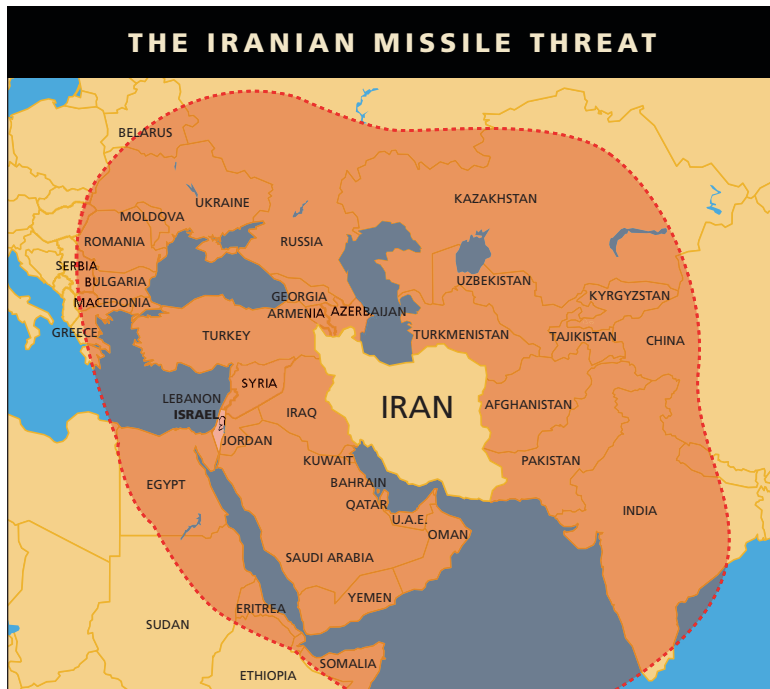 THE IRANIAN MISSILE THREAT
BELARUS
KAZAKHSTAN
UKRAINE
MOLDOVA
ROMANIA
RUSSIA
SERBIA
BULGARIA
UZBEKISTAN
GEORGIA
KYRGYZSTAN
MACEDONIA
ARMENIA
AZERBAIJAN
GREECE
TURKEY
TURKMENISTAN
TAJIKISTAN
CHINA
SYRIA
LEBANON
IRAN
AFGHANISTAN
ISRAEL
IRAQ
JORDAN
KUWAIT
PAKISTAN
EGYPT
BAHRAIN
QATAR
INDIA
U.A.E.
OMAN
SAUDI ARABIA
YEMEN
ERITREA
SUDAN
SOMALIA
ETHIOPIA